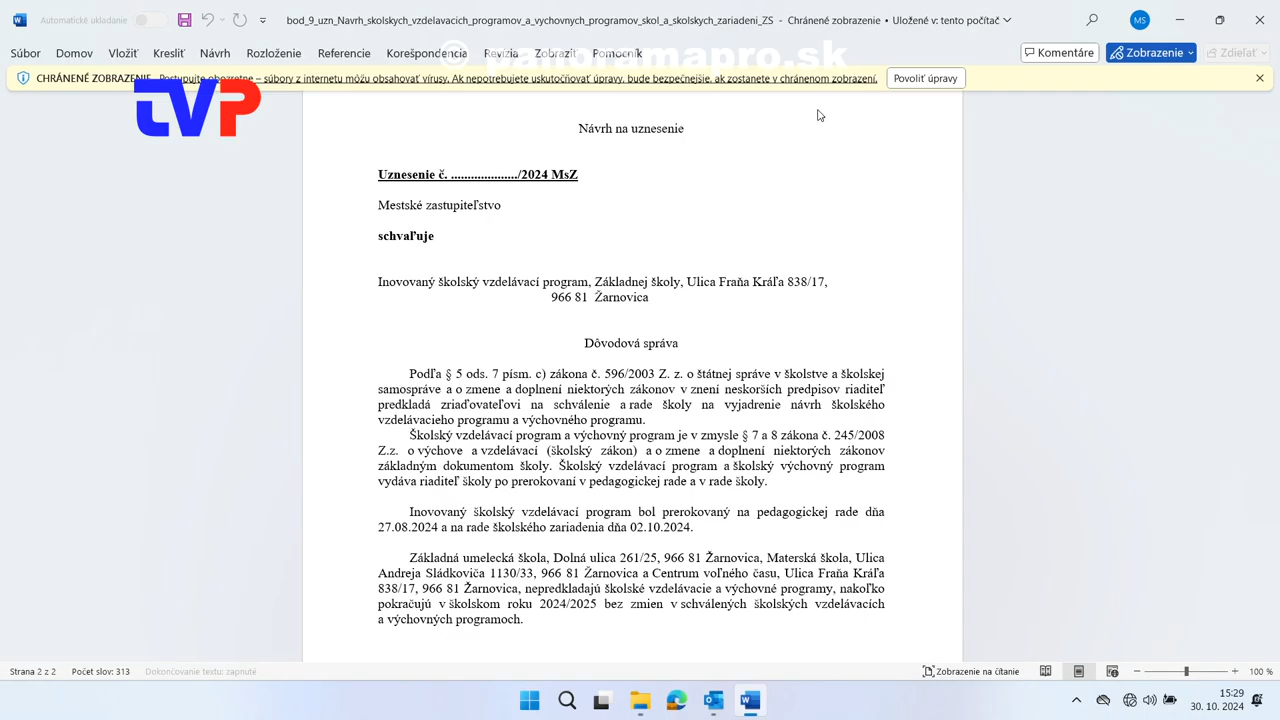 Automatické ukladanie
bod_9_uzn_Navrh_skolskych_vzdelavacich_programov_a_vychovnych_programov_skol_a_skolskych_zariadeni_ZS - Chránené zobrazenie • Uložené v: tento počítač
MS
Súbor Domov Vložiť Kresliť Návrh Rozloženie Referencie Korešpondencia Revízia Zobraziť Pomocník
Komentáre Zobrazenie Zdieľať
CHRÁNENÉ ZOBRAZENIE Postupujte obozretne – súbory z internetu môžu obsahovať vírusy. Ak nepotrebujete uskutočňovať úpravy, bude bezpečnejšie, ak zostanete v chránenom zobrazení. Povoliť úpravy
TVP
Návrh na uznesenie
Uznesenie č. ..................../2024 MsZ
Mestské zastupiteľstvo
schvaľuje
Inovovaný školský vzdelávací program, Základnej školy, Ulica Fraňa Kráľa 838/17,
966 81 Žarnovica
Dôvodová správa
Podľa § 5 ods. 7 písm. c) zákona č. 596/2003 Z. z. o štátnej správe v školstve a školskej
samospráve a o zmene a doplnení niektorých zákonov v znení neskorších predpisov riaditeľ
predkladá zriaďovateľovi na schválenie a rade školy na vyjadrenie návrh školského
vzdelávacieho programu a výchovného programu.
Školský vzdelávací program a výchovný program je v zmysle § 7 a 8 zákona č. 245/2008
Z.z. o výchove a vzdelávací (školský zákon) a o zmene a doplnení niektorých zákonov
základným dokumentom školy. Školský vzdelávací program a školský výchovný program
vydáva riaditeľ školy po prerokovaní v pedagogickej rade a v rade školy.
Inovovaný školský vzdelávací program bol prerokovaný na pedagogickej rade dňa
27.08.2024 a na rade školského zariadenia dňa 02.10.2024.
Základná umelecká škola, Dolná ulica 261/25, 966 81 Žarnovica, Materská škola, Ulica
Andreja Sládkoviča 1130/33, 966 81 Žarnovica a Centrum voľného času, Ulica Fraňa Kráľa
838/17, 966 81 Žarnovica, nepredkladajú školské vzdelávacie a výchovné programy, nakoľko
pokračujú v školskom roku 2024/2025 bez zmien v schválených školských vzdelávacích
a výchovných programoch.
Strana 2 z 2 Počet slov: 313 Dokončovanie textu: zapnuté Zobrazenie na čítanie 100 %
15:29
30. 10. 2024